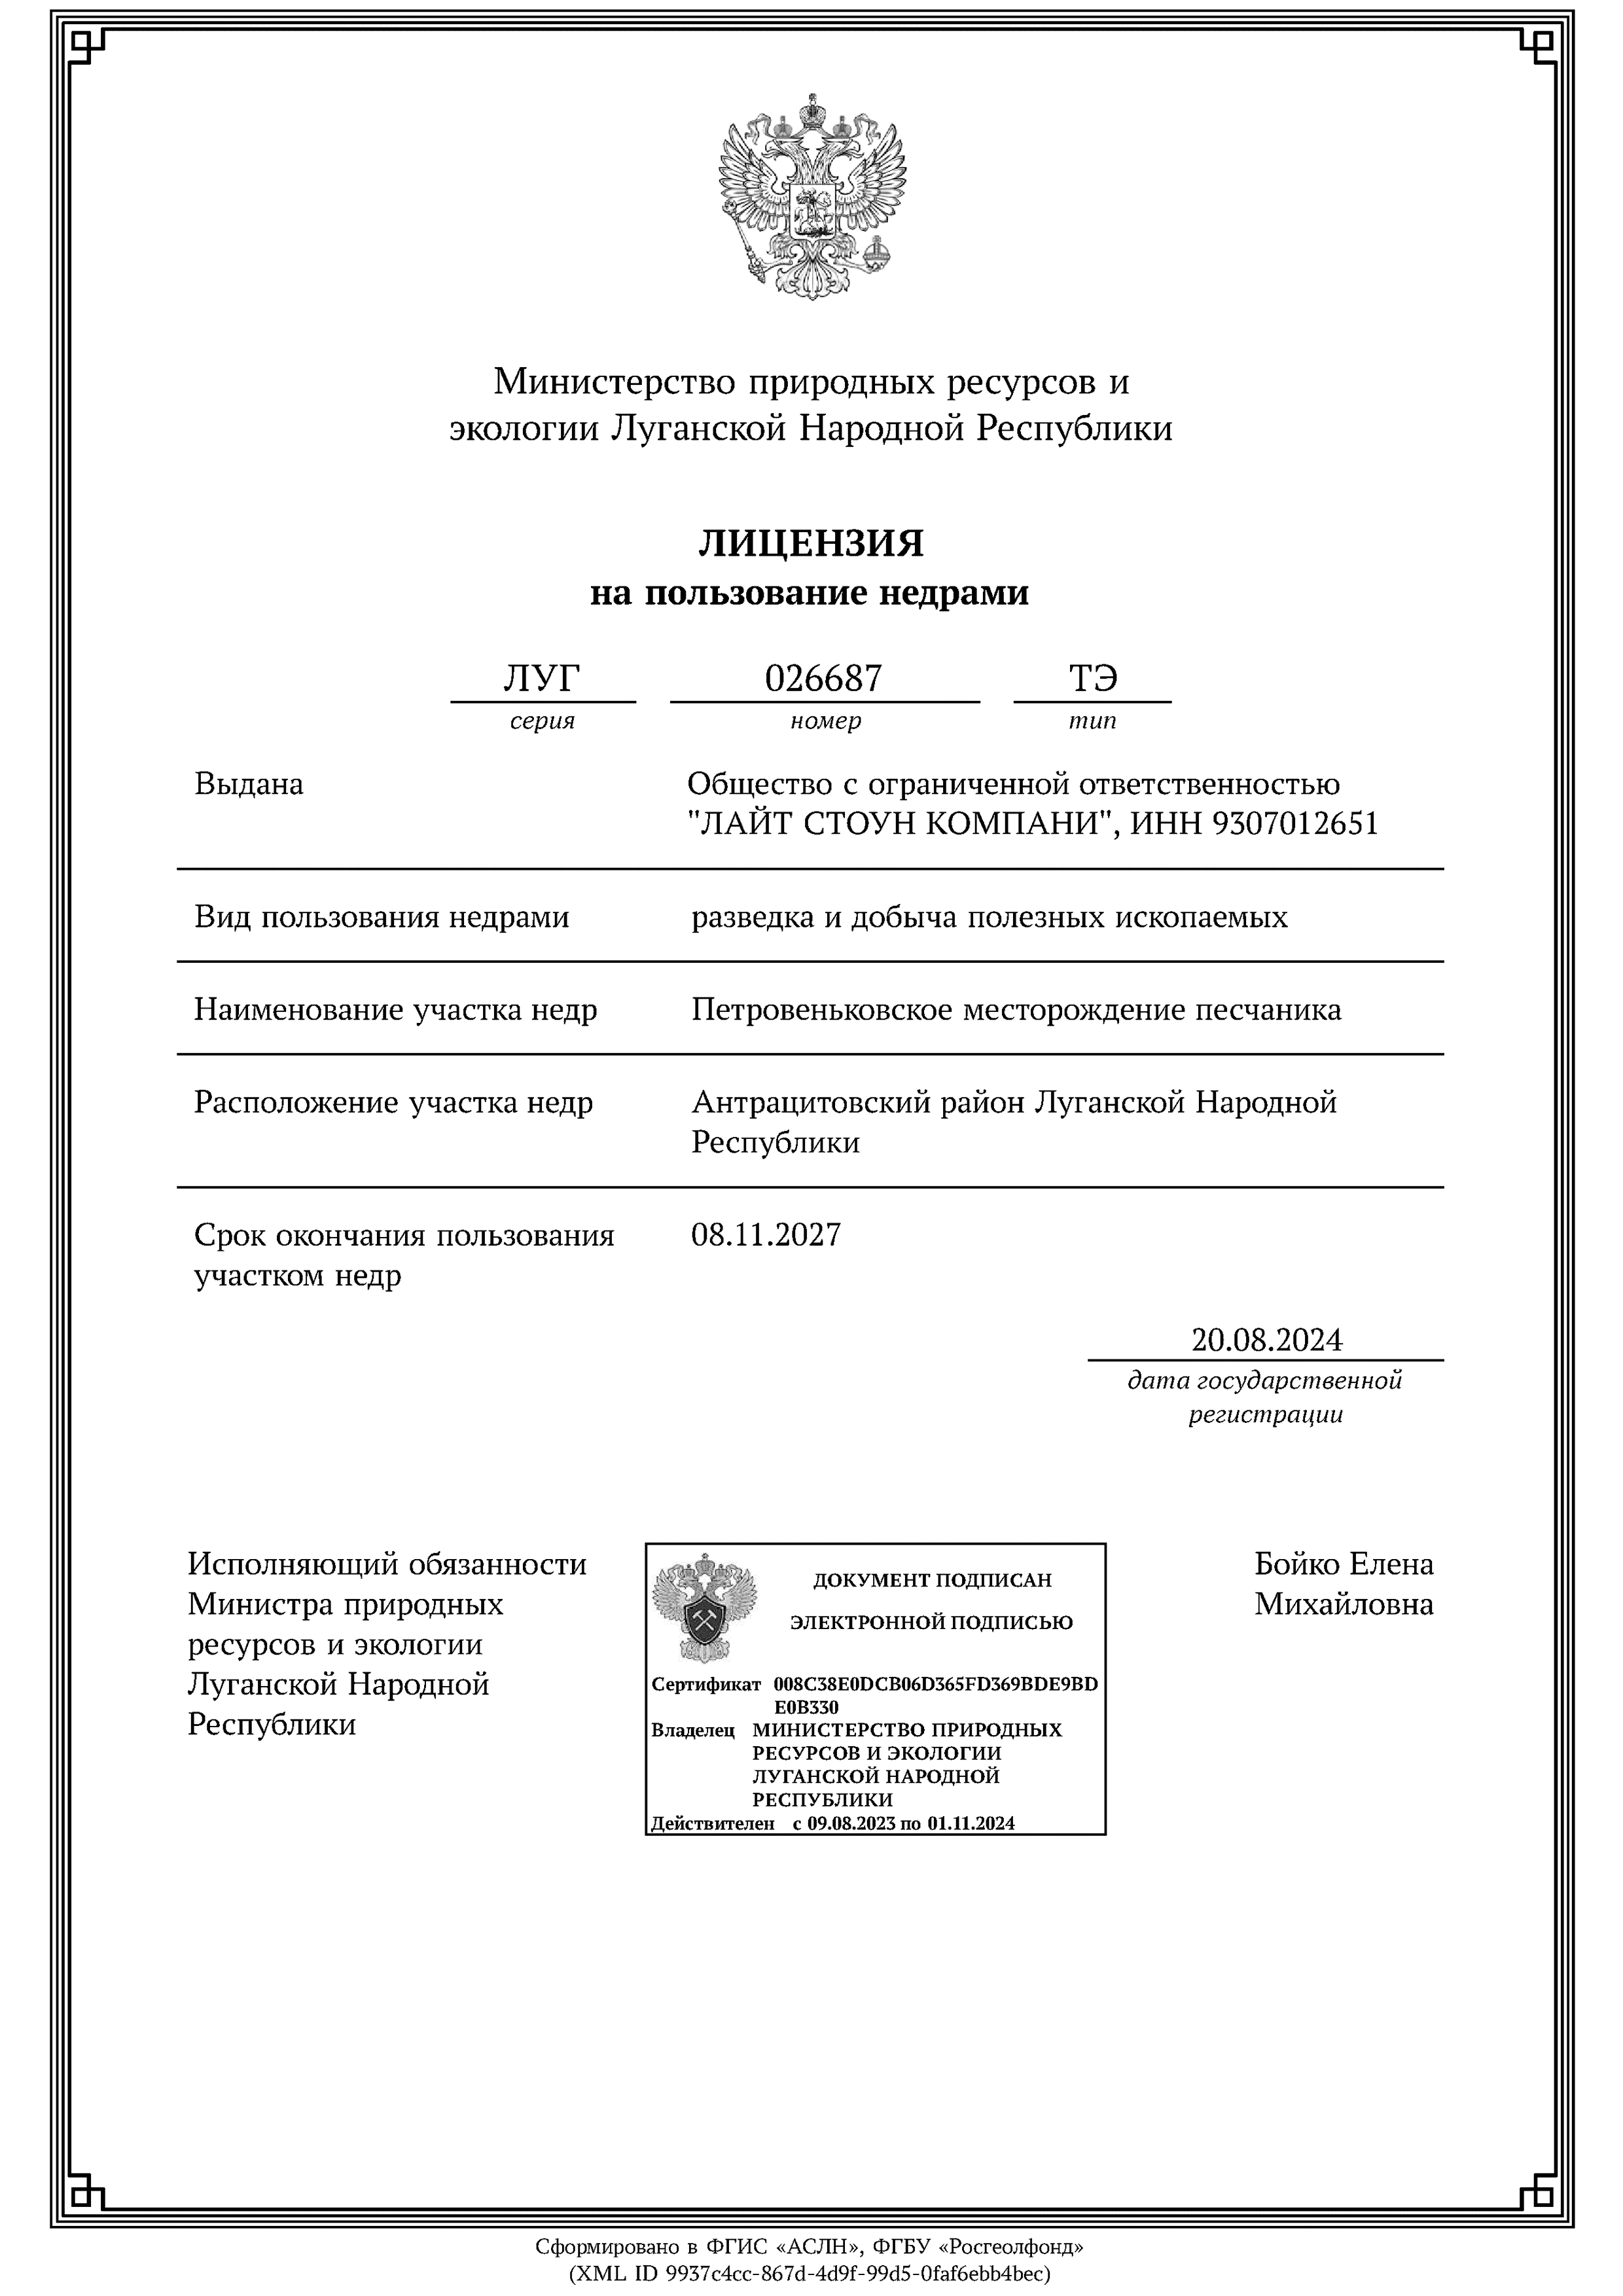 Министерство природных ресурсов и
экологии Луганской Народной Республики
ЛИЦЕНЗИЯ
на пользование недрами
ЛУГ 026687 ТЭ
серия номер тип
Выдана Общество с ограниченной ответственностью
"ЛАЙТ СТОУН КОМПАНИ", ИНН 9307012651
Вид пользования недрами разведка и добыча полезных ископаемых
Наименование участка недр Петровеньковское месторождение песчаника
Расположение участка недр Антрацитовский район Луганской Народной
Республики
Срок окончания пользования 08.11.2027
участком недр
20.08.2024
дата государственной
регистрации
Исполняющий обязанности
Министра природных
ресурсов и экологии
Луганской Народной
Республики
ДОКУМЕНТ ПОДПИСАН
ЭЛЕКТРОННОЙ ПОДПИСЬЮ
Сертификат 008C38E0DCB06D365FD369BDE9BD
E0B330
Владелец МИНИСТЕРСТВО ПРИРОДНЫХ
РЕСУРСОВ И ЭКОЛОГИИ
ЛУГАНСКОЙ НАРОДНОЙ
РЕСПУБЛИКИ
Действителен с 09.08.2023 по 01.11.2024
Бойко Елена
Михайловна
Сформировано в ФГИС «АСЛН», ФГБУ «Росгеолфонд»
(XML ID 9937c4cc-867d-4d9f-99d5-0faf6ebb4bec)